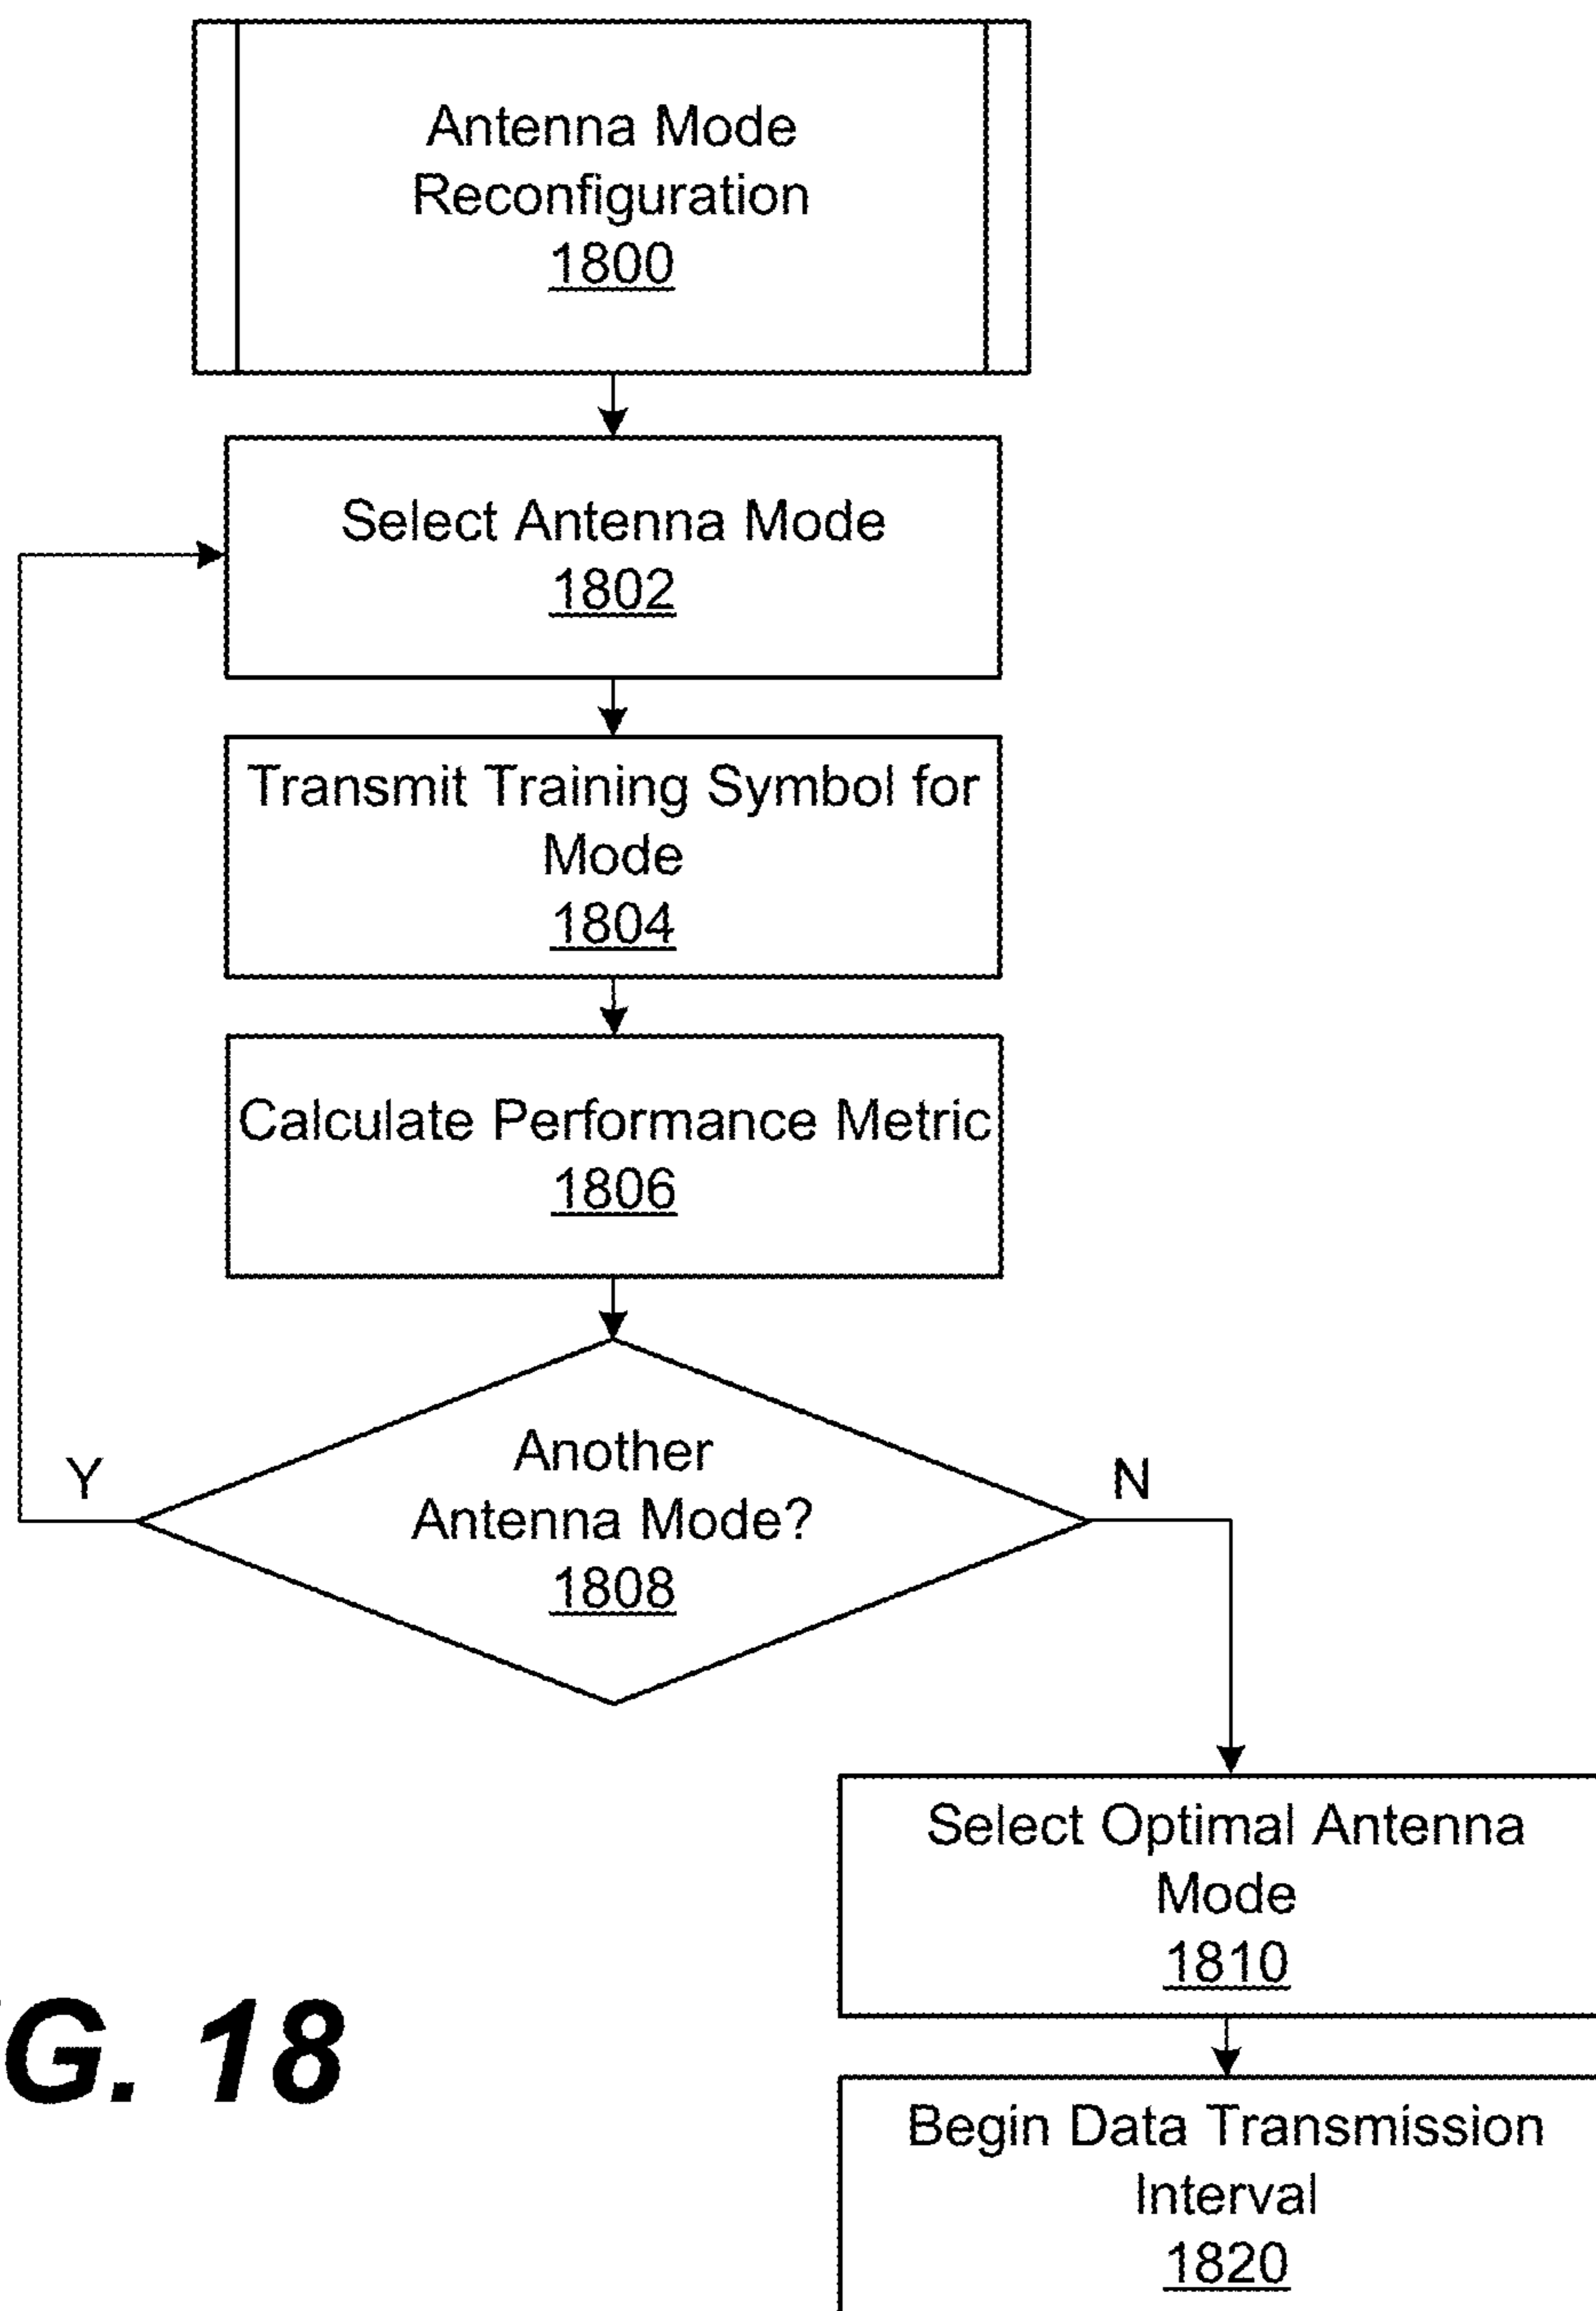 Antenna Mode
Reconfiguration
1800
Select Antenna Mode
1802
Transmit Training Symbol for
Mode
1804
Calculate Performance Metric
1806
Another
Antenna Mode?
1808
Y
N
Select Optimal Antenna
Mode
1810
Begin Data Transmission
Interval
1820
G. 18